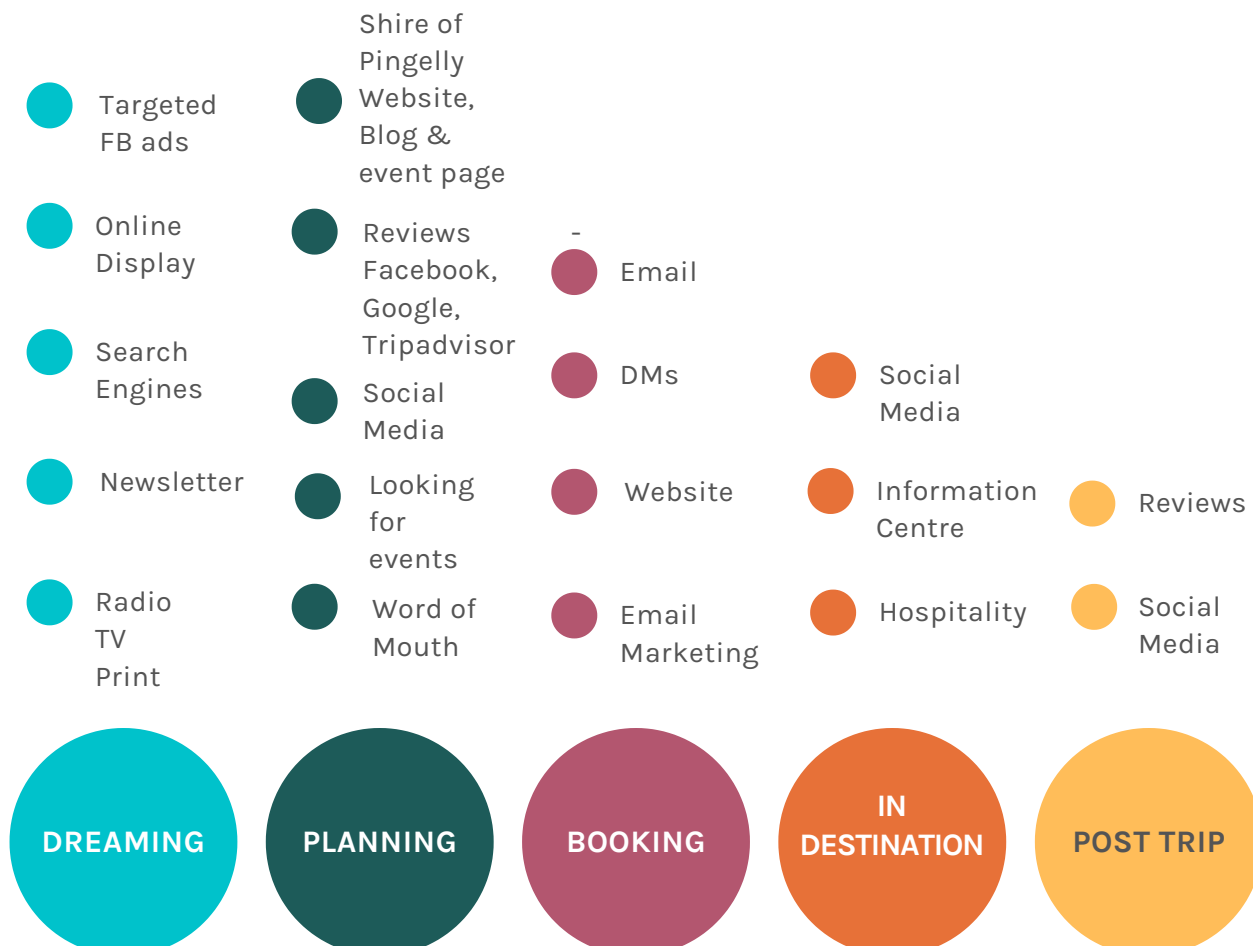 Targeted
FB ads
Online
Display
Search
Engines
Newsletter
Radio
TV
Print
DREAMING
Shire of
Pingelly
Website,
Blog &
event page
Reviews
Facebook,
Google,
Tripadvisor
Social
Media
Looking
for
events
Word of
Mouth
PLANNING
-
Email
DMs
Website
Email
Marketing
BOOKING
Social
Media
Information
Centre
Hospitality
IN
DESTINATION
Reviews
Social
Media
POST TRIP